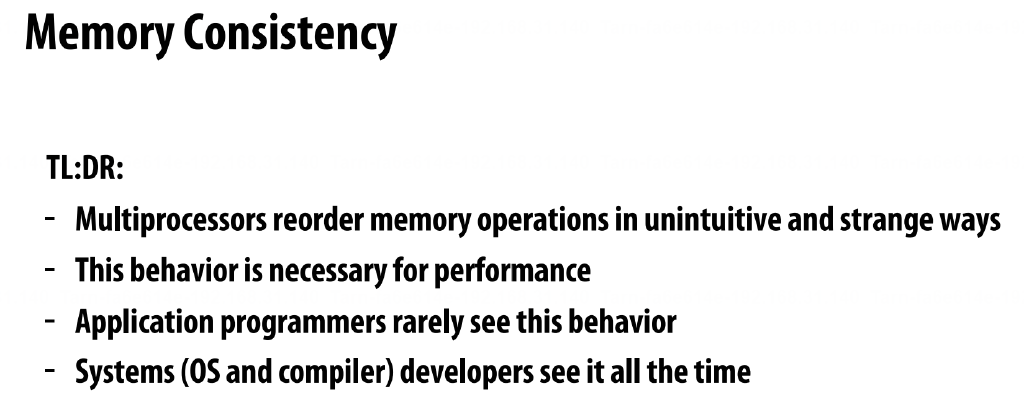 Memory Consistency
TL:DR:
- Multiprocessors reorder memory operations in unintuitive and strange ways
- This behavior is necessary for performance
- Application programmers rarely see this behavior
- Systems (OS and compiler) developers see it all the time